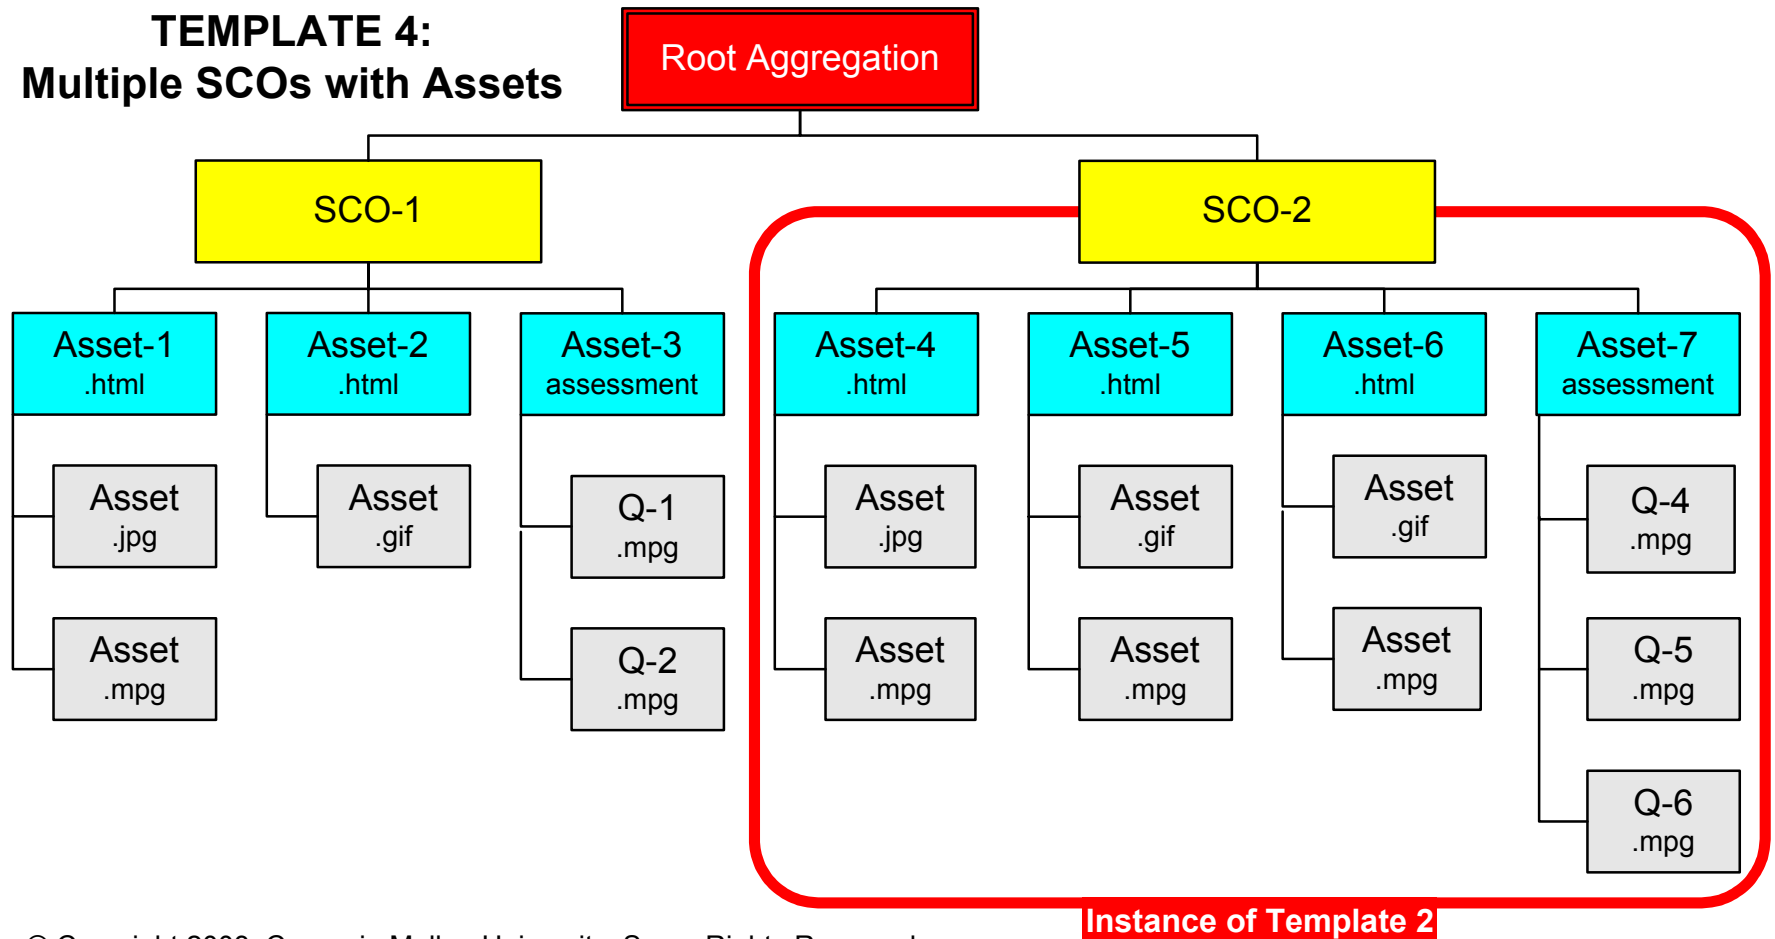 TEMPLATE 4:
Multiple SCOs with Assets
Root Aggregation
SCO-1
SCO-2
Asset-1
.html
Asset-2
.html
Asset-3
assessment
Asset-4
.html
Asset-5
.html
Asset-6
.html
Asset-7
assessment
Asset
.jpg
Asset
.gif
Q-1
.mpg
Asset
.jpg
Asset
.gif
Asset
.gif
Q-4
.mpg
Asset
.mpg
Q-2
.mpg
Asset
.mpg
Asset
.mpg
Asset
.mpg
Q-5
.mpg
Q-6
.mpg
Instance of Template 2